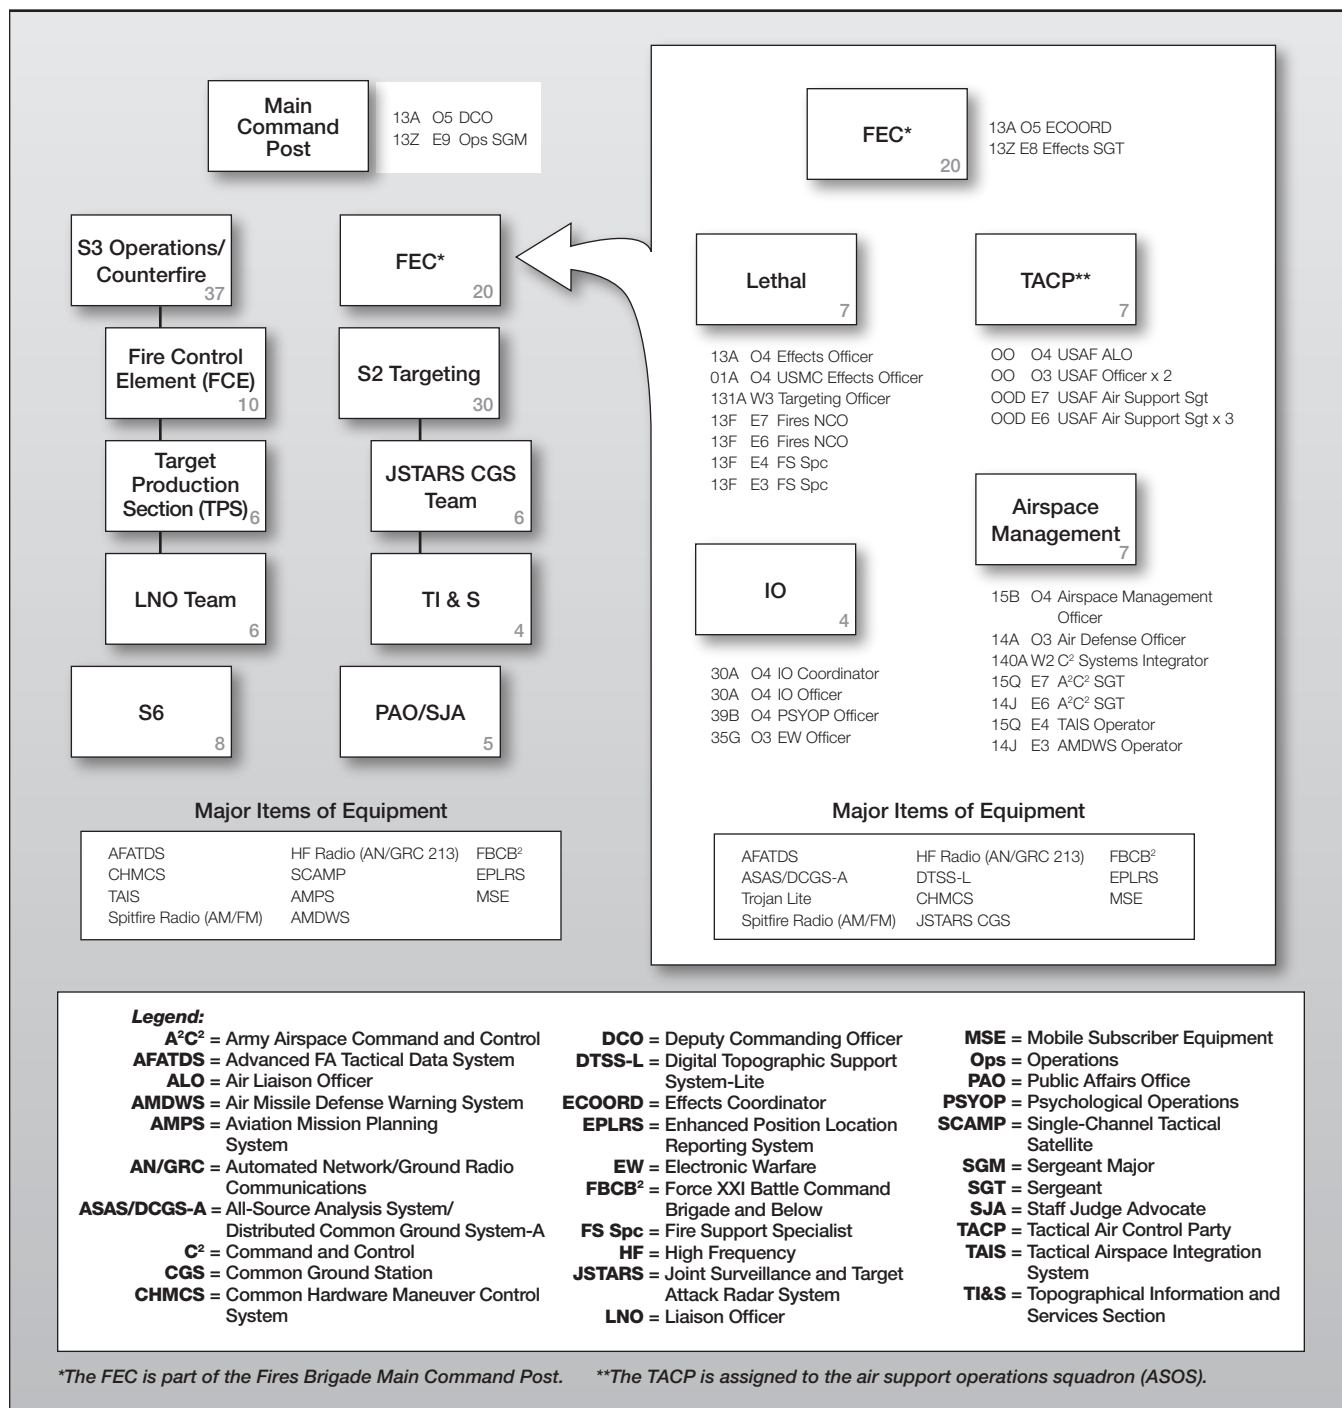 Main
Command
Post
13A O5 DCO
13Z E9 Ops SGM
S3 Operations/
Counterfire
37
FEC*
20
Fire Control
Element (FCE)
10
S2 Targeting
30
Target
Production
Section (TPS)
6
JSTARS CGS
Team
6
LNO Team
6
TI & S
4
S6
8
PAO/SJA
5
Major Items of Equipment
AFATDS HF Radio (AN/GRC 213) FBCB²
CHMCS SCAMP EPLRS
TAIS AMPS MSE
Spitfire Radio (AM/FM) AMDWS
FEC*
20
13A O5 ECOORD
13Z E8 Effects SGT
Lethal
7
13A O4 Effects Officer
01A O4 USMC Effects Officer
131A W3 Targeting Officer
13F E7 Fires NCO
13F E6 Fires NCO
13F E4 FS Spc
13F E3 FS Spc
TACP**
7
OO O4 USAF ALO
OO O3 USAF Officer x 2
OOD E7 USAF Air Support Sgt
OOD E6 USAF Air Support Sgt x 3
IO
4
30A O4 IO Coordinator
30A O4 IO Officer
39B O4 PSYOP Officer
35G O3 EW Officer
Airspace
Management
7
15B O4 Airspace Management
Officer
14A O3 Air Defense Officer
140A W2 C² Systems Integrator
15Q E7 A²C² SGT
14J E6 A²C² SGT
15Q E4 TAIS Operator
14J E3 AMDWS Operator
Major Items of Equipment
AFATDS HF Radio (AN/GRC 213) FBCB²
ASAS/DCGS-A DTSS-L EPLRS
Trojan Lite CHMCS MSE
Spitfire Radio (AM/FM) JSTARS CGS
Legend:
A²C² = Army Airspace Command and Control
AFATDS = Advanced FA Tactical Data System
ALO = Air Liaison Officer
AMDWS = Air Missile Defense Warning System
AMPS = Aviation Mission Planning
System
AN/GRC = Automated Network/Ground Radio
Communications
ASAS/DCGS-A = All-Source Analysis System/
Distributed Common Ground System-A
C² = Command and Control
CGS = Common Ground Station
CHMCS = Common Hardware Maneuver Control
System
DCO = Deputy Commanding Officer
DTSS-L = Digital Topographic Support
System-Lite
ECOORD = Effects Coordinator
EPLRS = Enhanced Position Location
Reporting System
EW = Electronic Warfare
FBCB² = Force XXI Battle Command
Brigade and Below
FS Spc = Fire Support Specialist
HF = High Frequency
JSTARS = Joint Surveillance and Target
Attack Radar System
LNO = Liaison Officer
MSE = Mobile Subscriber Equipment
Ops = Operations
PAO = Public Affairs Office
PSYOP = Psychological Operations
SCAMP = Single-Channel Tactical
Satellite
SGM = Sergeant Major
SGT = Sergeant
SJA = Staff Judge Advocate
TACP = Tactical Air Control Party
TAIS = Tactical Airspace Integration
System
TI&S = Topographical Information and
Services Section
*The FEC is part of the Fires Brigade Main Command Post. **The TACP is assigned to the air support operations squadron (ASOS).